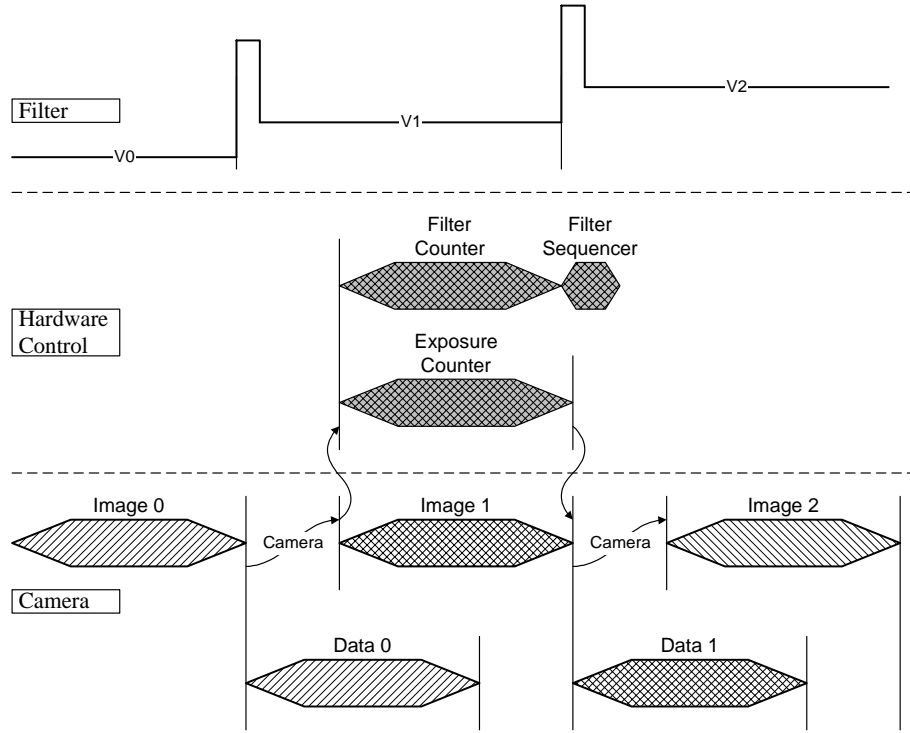 V2
Filter
V1
V0
Filter
Counter
Filter
Sequencer
Hardware
Control
Exposure
Counter
Image 0
Image 1
Image 2
Camera
Camera
Camera
Data 0
Data 1